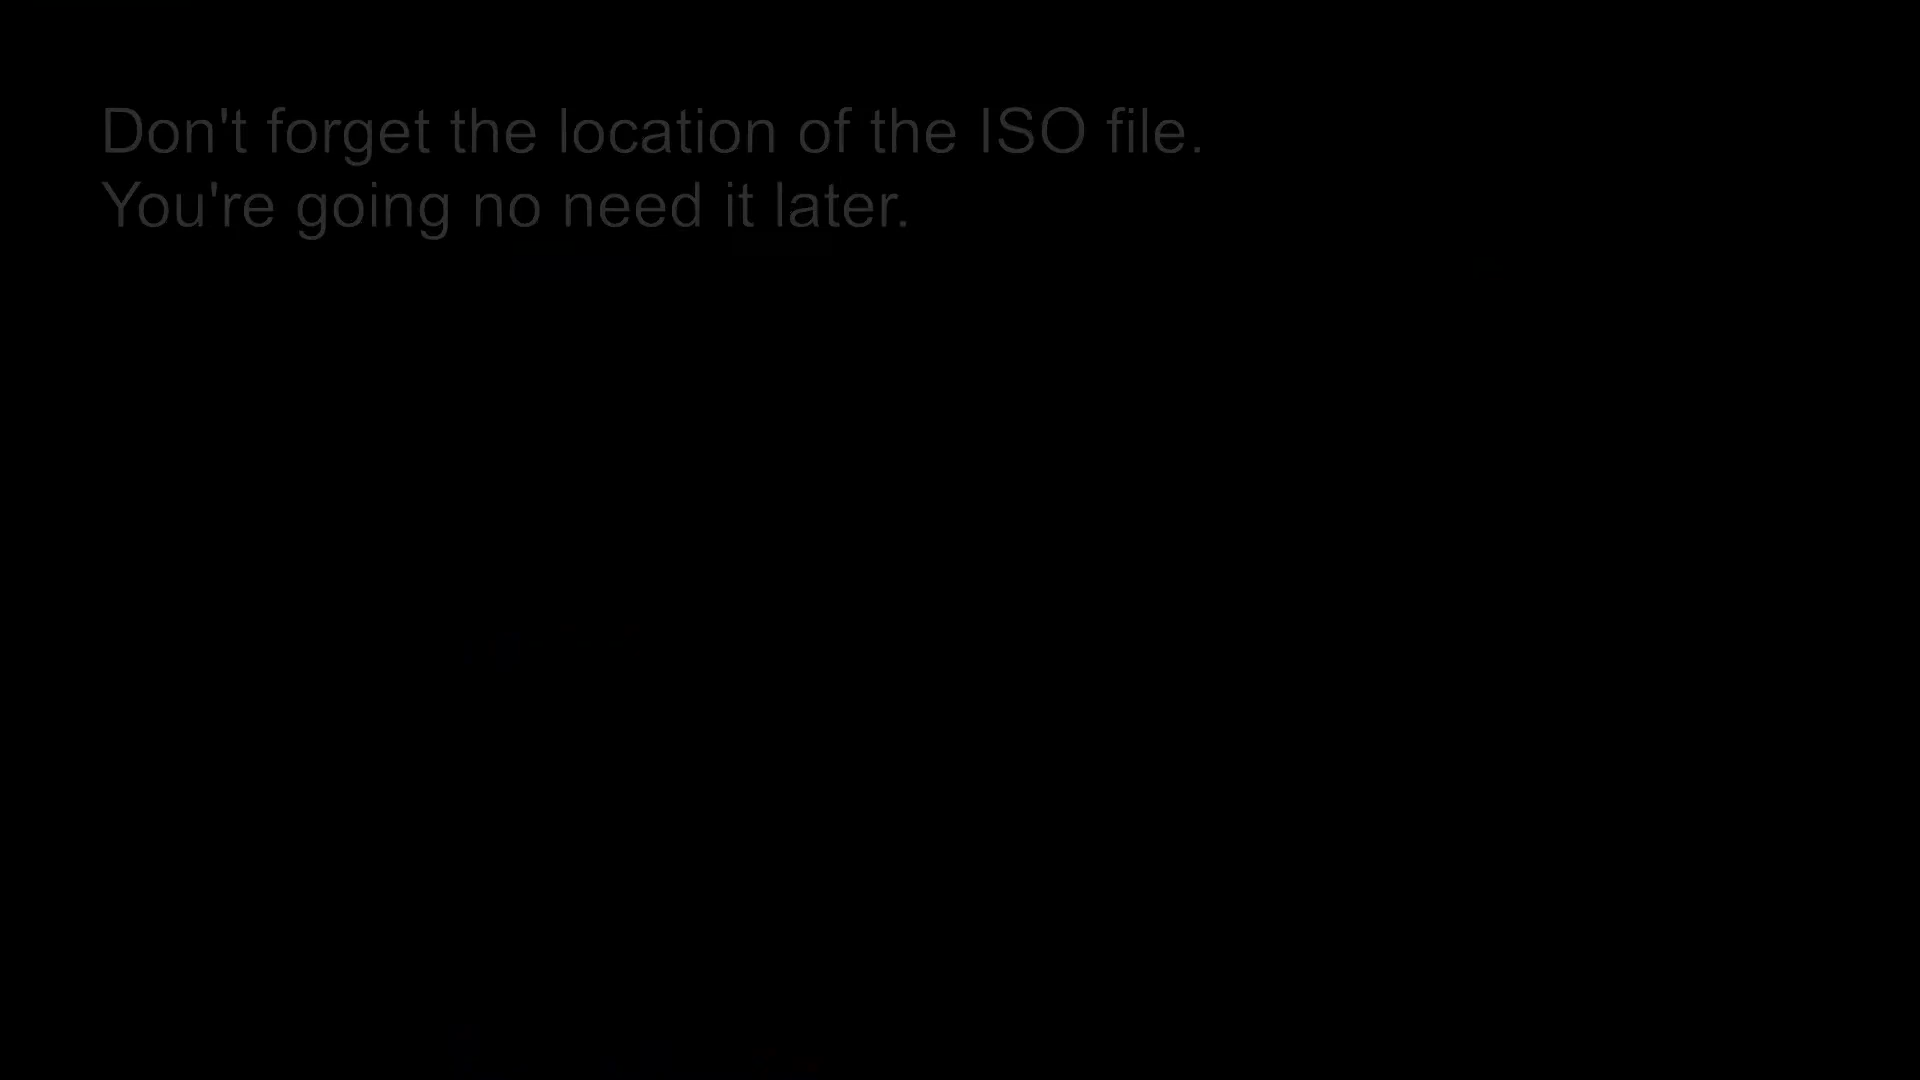 Don't forget the location of the ISO file.
You're going no need it later.